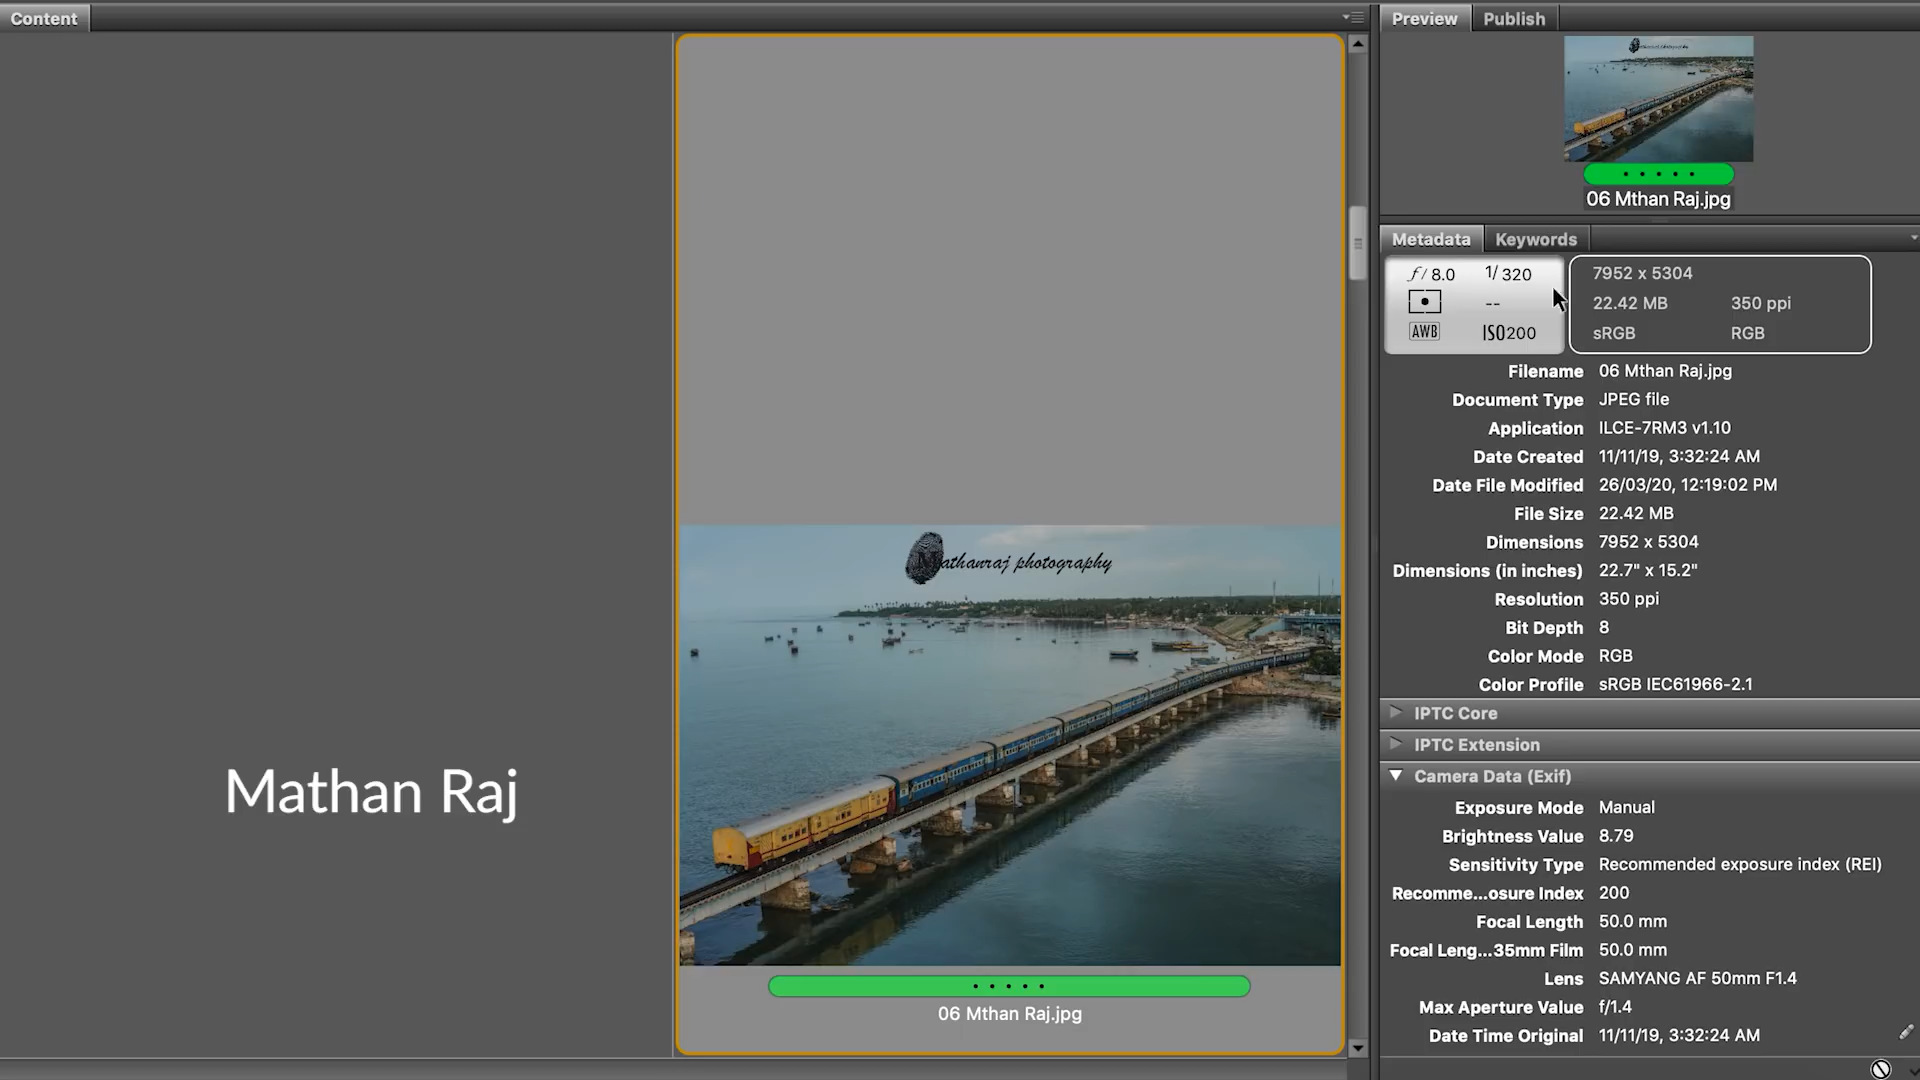 Content
Preview
Publish
06 Mthan Raj.jpg
Metadata
Keywords
f/ 8.0 1/ 320
--
AWB ISO200
7952 x 5304
22.42 MB 350 ppi
sRGB RGB
Filename 06 Mthan Raj.jpg
Document Type JPEG file
Application ILCE-7RM3 v1.10
Date Created 11/11/19, 3:32:24 AM
Date File Modified 26/03/20, 12:19:02 PM
File Size 22.42 MB
Dimensions 7952 x 5304
Dimensions (in inches) 22.7" x 15.2"
Resolution 350 ppi
Bit Depth 8
Color Mode RGB
Color Profile sRGB IEC61966-2.1
IPTC Core
IPTC Extension
Camera Data (Exif)
Exposure Mode Manual
Brightness Value 8.79
Sensitivity Type Recommended exposure index (REI)
Recomme...osure Index 200
Focal Length 50.0 mm
Focal Leng...35mm Film 50.0 mm
Lens SAMYANG AF 50mm F1.4
Max Aperture Value f/1.4
Date Time Original 11/11/19, 3:32:24 AM
Mathanraj photography
Mathan Raj
06 Mthan Raj.jpg